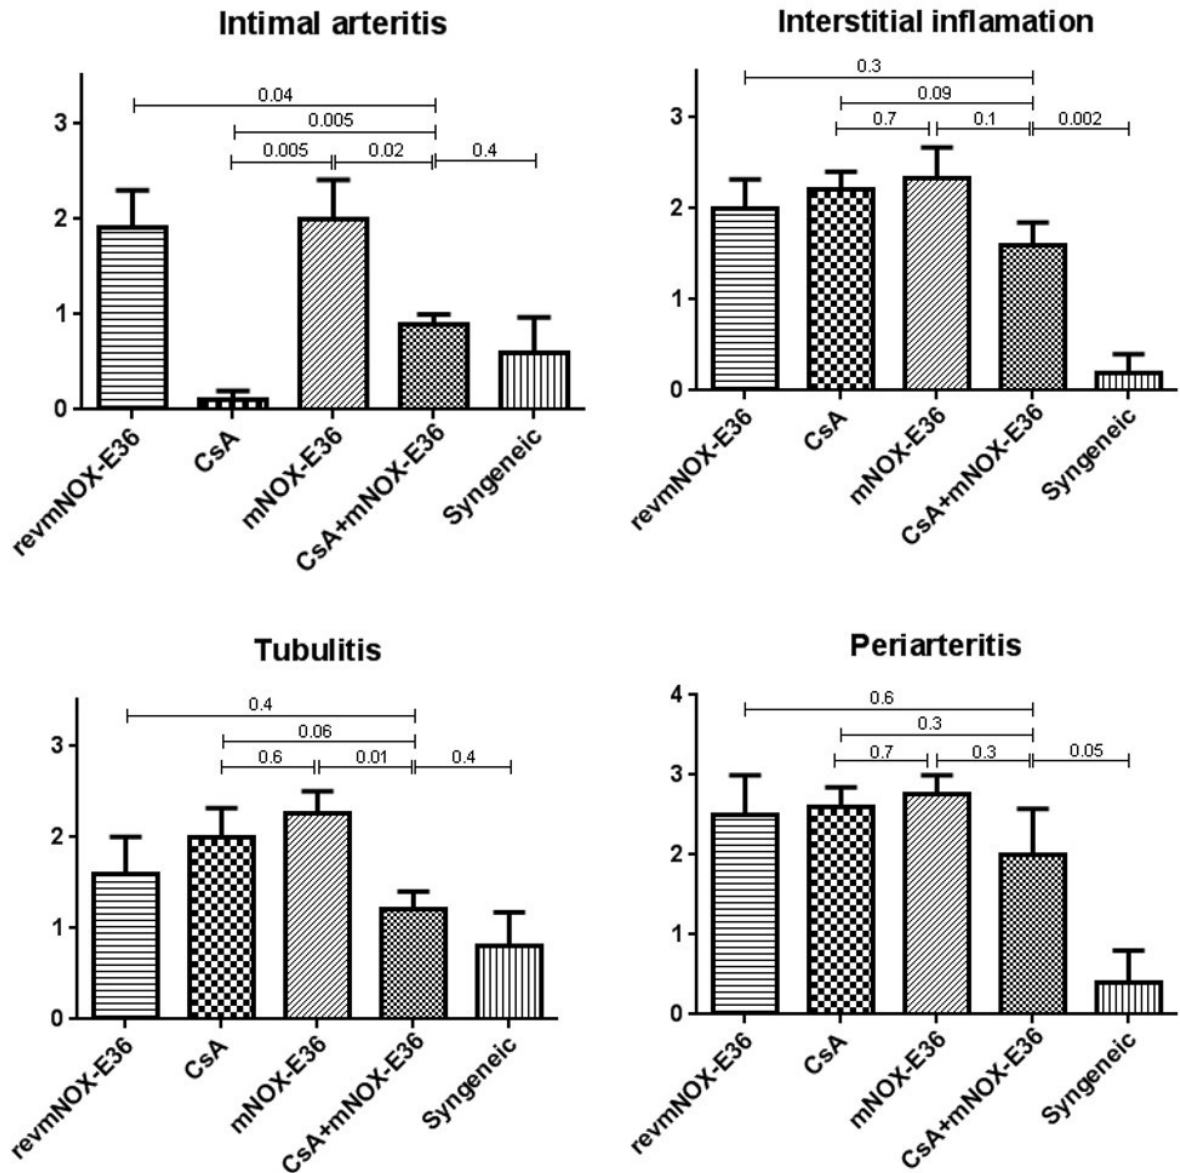 Intimal arteritis
0.04
0.005
0.005 0.02 0.4
3
2
1
0
revmNOX-E36
CsA
mNOX-E36
CsA+mNOX-E36
Syngeneic
Interstitial inflamation
0.3
0.09
0.7 0.1 0.002
3
2
1
0
revmNOX-E36
CsA
mNOX-E36
CsA+mNOX-E36
Syngeneic
Tubulitis
0.4
0.06
0.6 0.01 0.4
3
2
1
0
revmNOX-E36
CsA
mNOX-E36
CsA+mNOX-E36
Syngeneic
Periarteritis
4
0.6
0.3
0.7 0.3 0.05
3
2
1
0
revmNOX-E36
CsA
mNOX-E36
CsA+mNOX-E36
Syngeneic